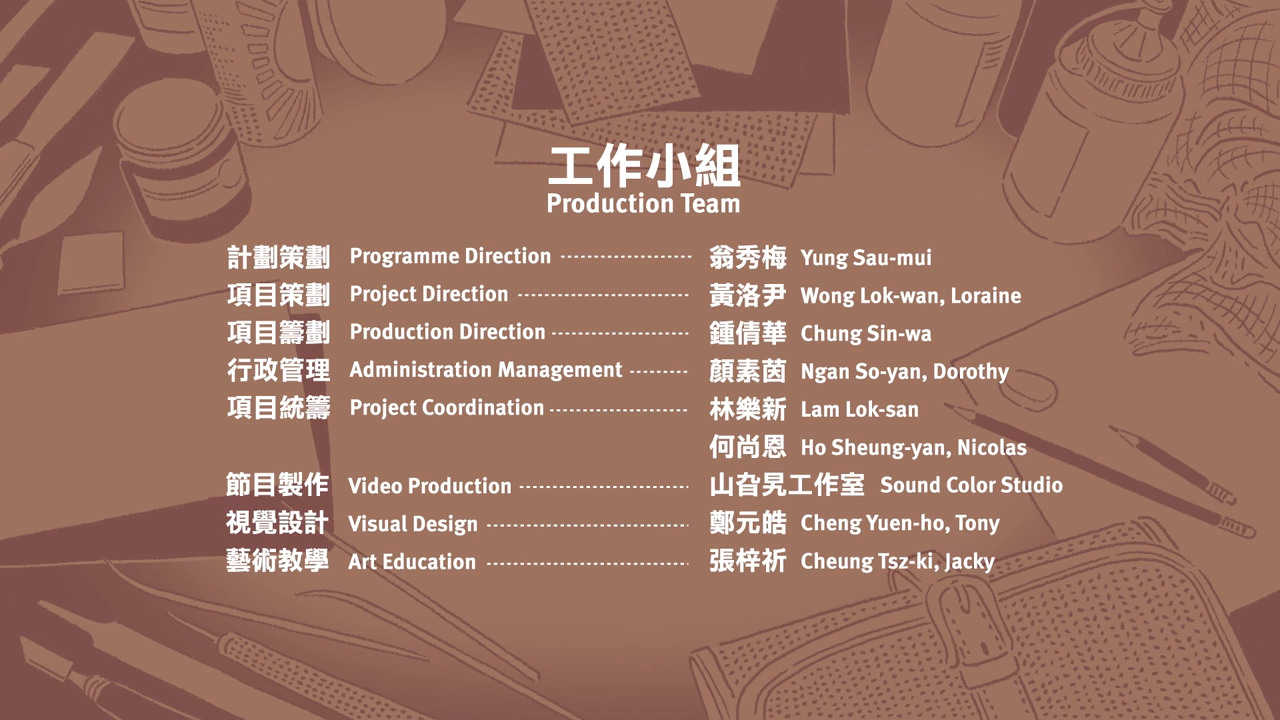 工作小組
Production Team
計劃策劃 Programme Direction 翁秀梅 Yung Sau-mui
項目策劃 Project Direction 黃洛尹 Wong Lok-wan, Loraine
項目籌劃 Production Direction 鍾倩華 Chung Sin-wa
行政管理 Administration Management 顏素茵 Ngan So-yan, Dorothy
項目統籌 Project Coordination 林樂新 Lam Lok-san
何尚恩 Ho Sheung-yan, Nicolas
節目製作 Video Production 山旮旯工作室 Sound Color Studio
視覺設計 Visual Design 鄭元皓 Cheng Yuen-ho, Tony
藝術教學 Art Education 張梓祈 Cheung Tsz-ki, Jacky